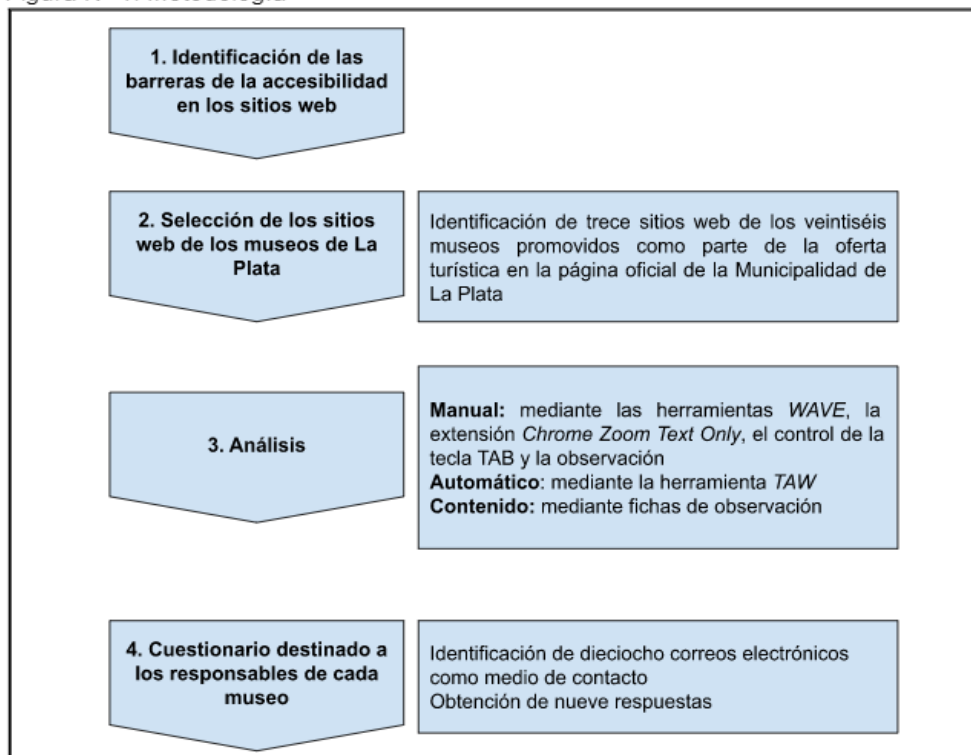 1. Identificación de las
barreras de la accesibilidad
en los sitios web
2. Selección de los sitios
web de los museos de La
Plata
Identificación de trece sitios web de los veintiséis
museos promovidos como parte de la oferta
turística en la página oficial de la Municipalidad de
La Plata
3. Análisis
Manual: mediante las herramientas WAVE, la
extensión Chrome Zoom Text Only, el control de la
tecla TAB y la observación
Automático: mediante la herramienta TAW
Contenido: mediante fichas de observación
4. Cuestionario destinado a
los responsables de cada
museo
Identificación de dieciocho correos electrónicos
como medio de contacto
Obtención de nueve respuestas